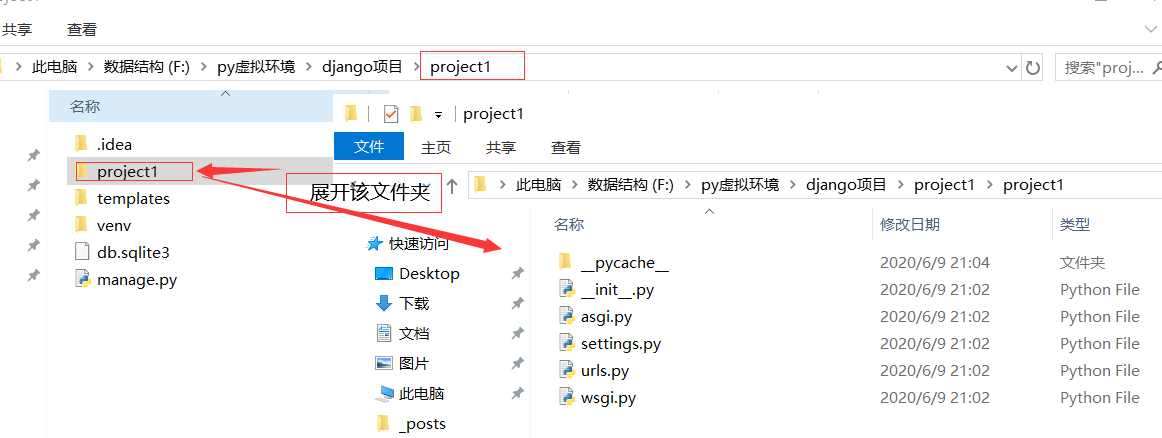 共享 查看
此电脑 数据结构 (F:) py虚拟环境 django项目 project1 搜索"proj...
名称
.idea
project1
templates
venv
db.sqlite3
manage.py
project1
文件 主页 共享 查看
展开该文件夹
此电脑 数据结构 (F:) py虚拟环境 django项目 project1 project1
快速访问
Desktop
下载
文档
图片
此电脑
_posts
名称 修改日期 类型
__pycache__ 2020/6/9 21:04 文件夹
__init__.py 2020/6/9 21:02 Python File
asgi.py 2020/6/9 21:02 Python File
settings.py 2020/6/9 21:02 Python File
urls.py 2020/6/9 21:02 Python File
wsgi.py 2020/6/9 21:02 Python File